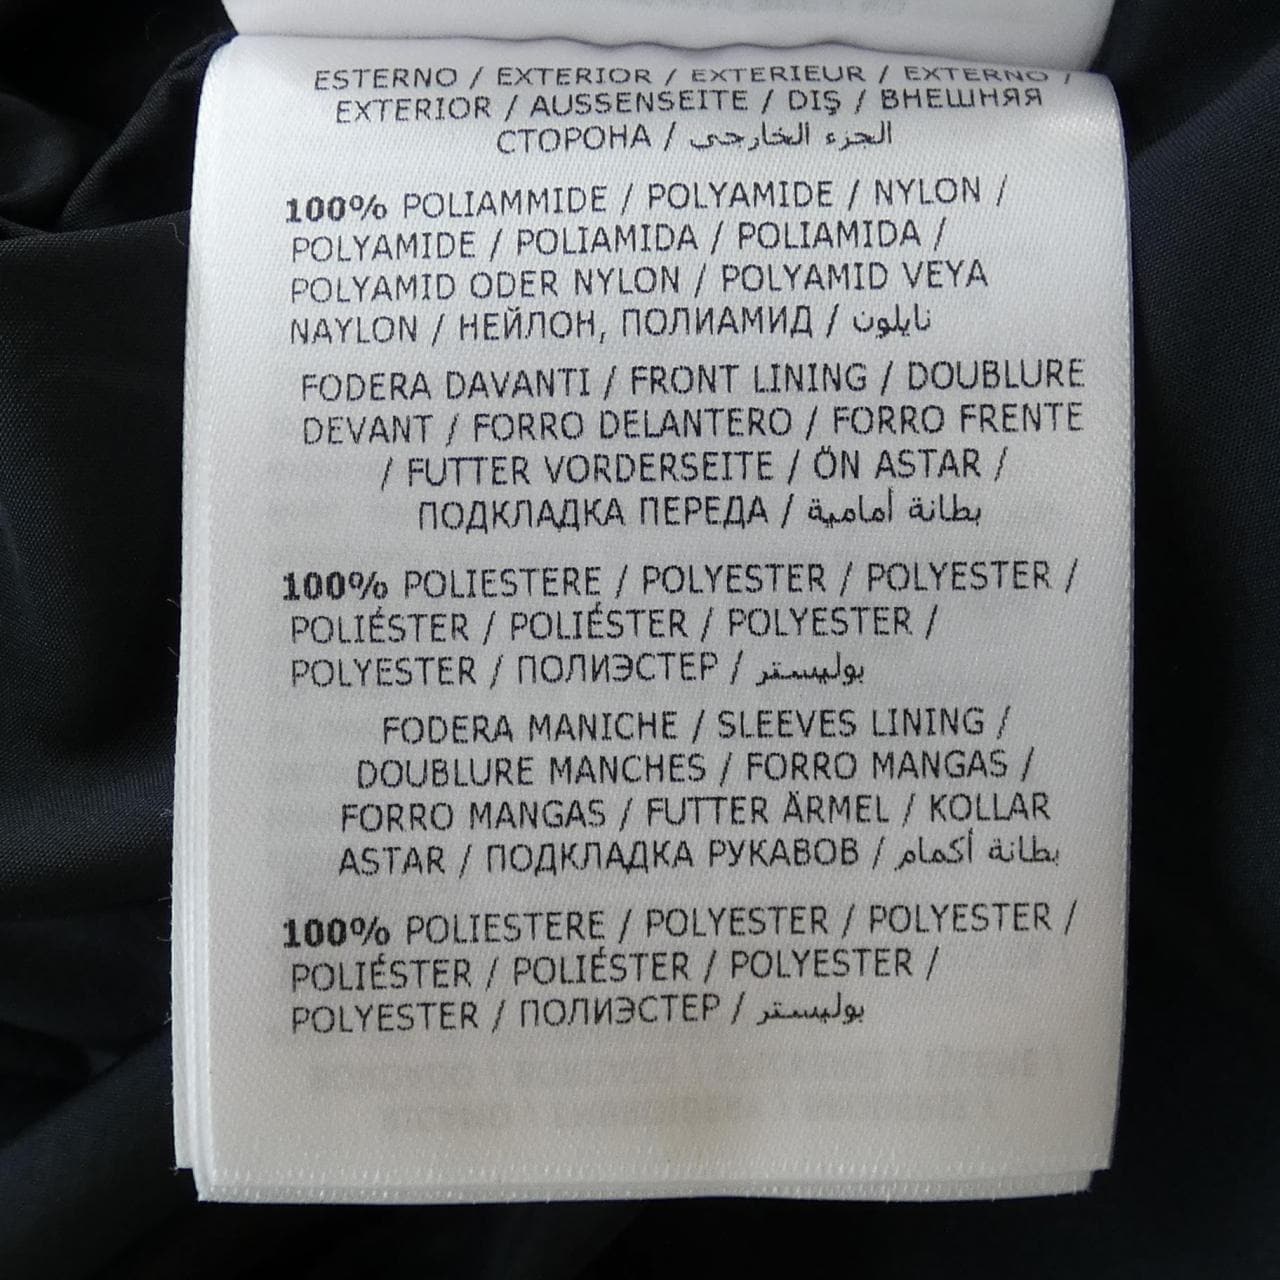 ESTERNO / EXTERIOR / EXTERIEUR / EXTERNO /
EXTERIOR / AUSSENSEITE / DIŞ / ВНЕШНЯЯ
СТОРОНА / الجزء الخارجي
100% POLIAMMIDE / POLYAMIDE / NYLON /
POLYAMIDE / POLIAMIDA / POLIAMIDA /
POLYAMID ODER NYLON / POLYAMID VEYA
NAYLON / НЕЙЛОН, ПОЛИАМИД / نايلون
FODERA DAVANTI / FRONT LINING / DOUBLURE
DEVANT / FORRO DELANTERO / FORRO FRENTE
/ FUTTER VORDERSEITE / ÖN ASTAR /
ПОДКЛАДКА ПЕРЕДА / بطانة أمامية
100% POLIESTERE / POLYESTER / POLYESTER /
POLIÉSTER / POLIÉSTER / POLYESTER /
POLYESTER / ПОЛИЭСТЕР / بوليستر
FODERA MANICHE / SLEEVES LINING /
DOUBLURE MANCHES / FORRO MANGAS /
FORRO MANGAS / FUTTER ÄRMEL / KOLLAR
ASTAR / ПОДКЛАДКА РУКАВОВ / بطانة أكمام
100% POLIESTERE / POLYESTER / POLYESTER /
POLIÉSTER / POLIÉSTER / POLYESTER /
POLYESTER / ПОЛИЭСТЕР / بوليستر